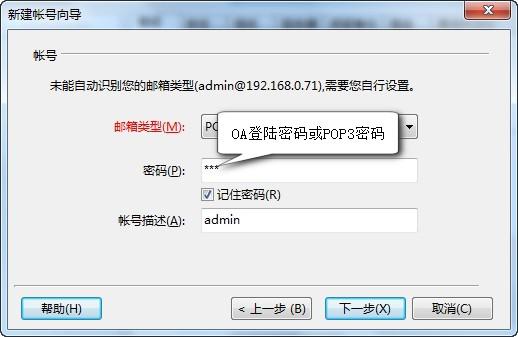 新建帐号向导
帐号
未能自动识别您的邮箱类型(admin@192.168.0.71),需要您自行设置。
邮箱类型(M):
OA登陆密码或POP3密码
密码(P): ***
记住密码(R)
帐号描述(A): admin
帮助(H) < 上一步 (B) 下一步(X) 取消(C)